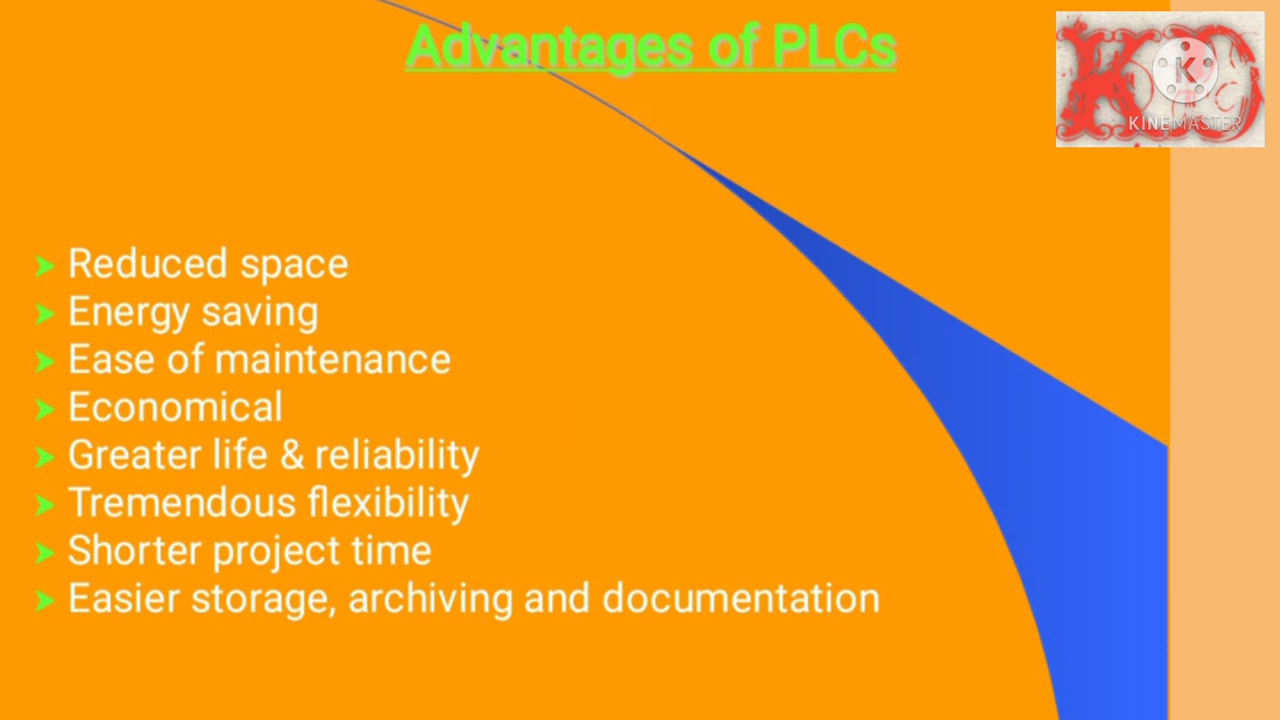 Advantages of PLCs
KD
K
KINEMASTER
Reduced space
Energy saving
Ease of maintenance
Economical
Greater life & reliability
Tremendous flexibility
Shorter project time
Easier storage, archiving and documentation